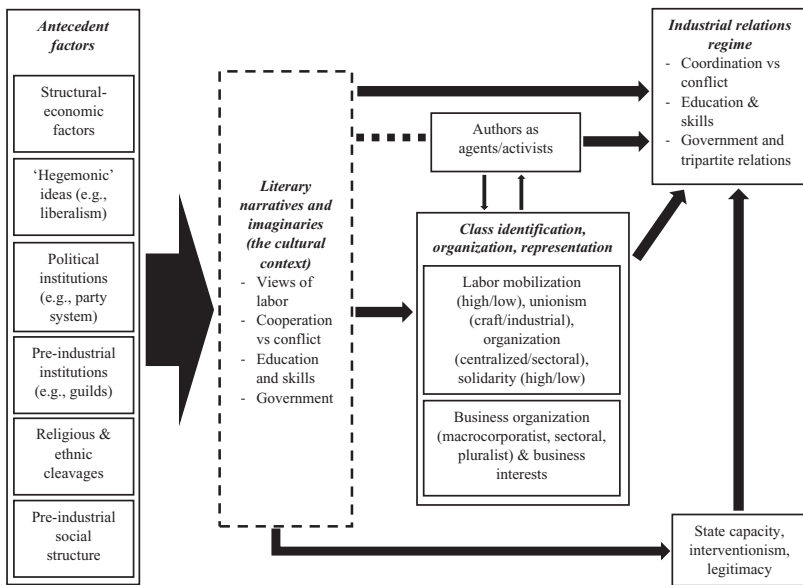 Antecedent
factors
Structural-
economic
factors
‘Hegemonic’
ideas (e.g.,
liberalism)
Political
institutions
(e.g., party
system)
Pre-industrial
institutions
(e.g., guilds)
Religious &
ethnic
cleavages
Pre-industrial
social
structure
Literary
narratives and
imaginaries
(the cultural
context)
- Views of
labor
- Cooperation
vs conflict
- Education
and skills
- Government
Authors as
agents/activists
Class identification,
organization, representation
Labor mobilization
(high/low), unionism
(craft/industrial),
organization
(centralized/sectoral),
solidarity (high/low)
Business organization
(macrocorporatist, sectoral,
pluralist) & business
interests
Industrial relations
regime
- Coordination vs
conflict
- Education &
skills
- Government and
tripartite relations
State capacity,
interventionism,
legitimacy